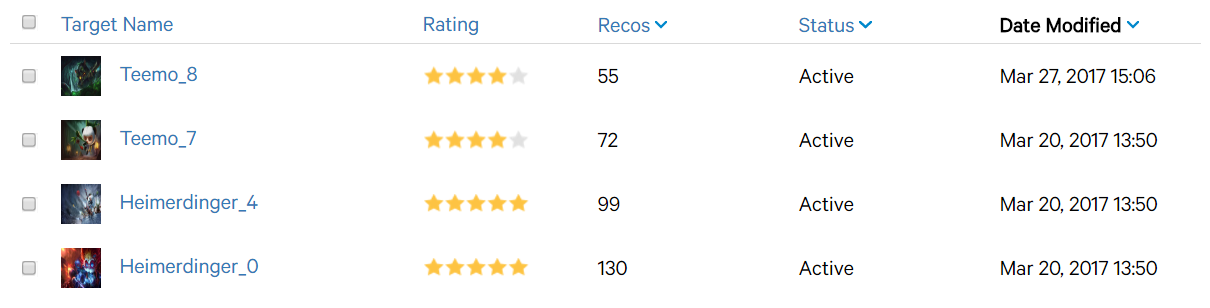 Target Name Rating Recos Status Date Modified
Teemo_8 55 Active Mar 27, 2017 15:06
Teemo_7 72 Active Mar 20, 2017 13:50
Heimerdinger_4 99 Active Mar 20, 2017 13:50
Heimerdinger_0 130 Active Mar 20, 2017 13:50